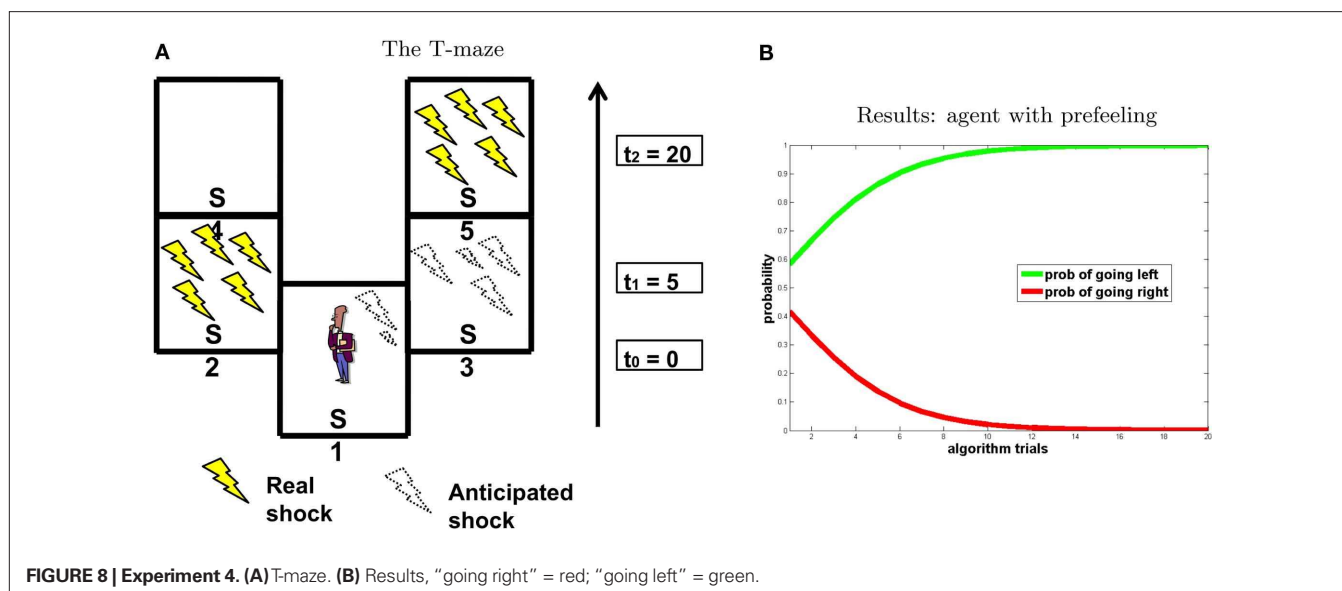 A
The T-maze
S
4
S
5
S
2
S
3
S
1
t2 = 20
t1 = 5
t0 = 0
Real
shock
Anticipated
shock
B
Results: agent with prefeeling
1
0.9
0.8
0.7
0.6
0.5
0.4
0.3
0.2
0.1
0
probability
prob of going left
prob of going right
2 4 6 8 10 12 14 16 18 20
algorithm trials
FIGURE 8 | Experiment 4. (A) T-maze. (B) Results, “going right” = red; “going left” = green.